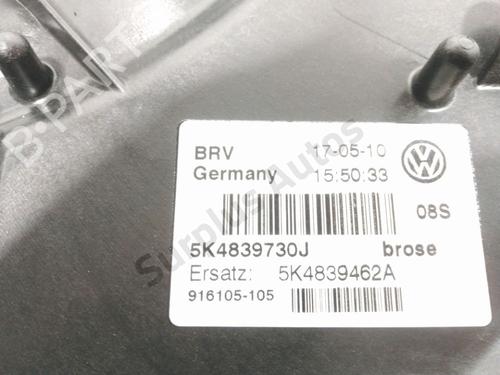 BRV 17-05-10
Germany 15:50:33
08S
5K4839730J brose
Ersatz: 5K4839462A
916105-105
B-PARTS
Surplus Autos